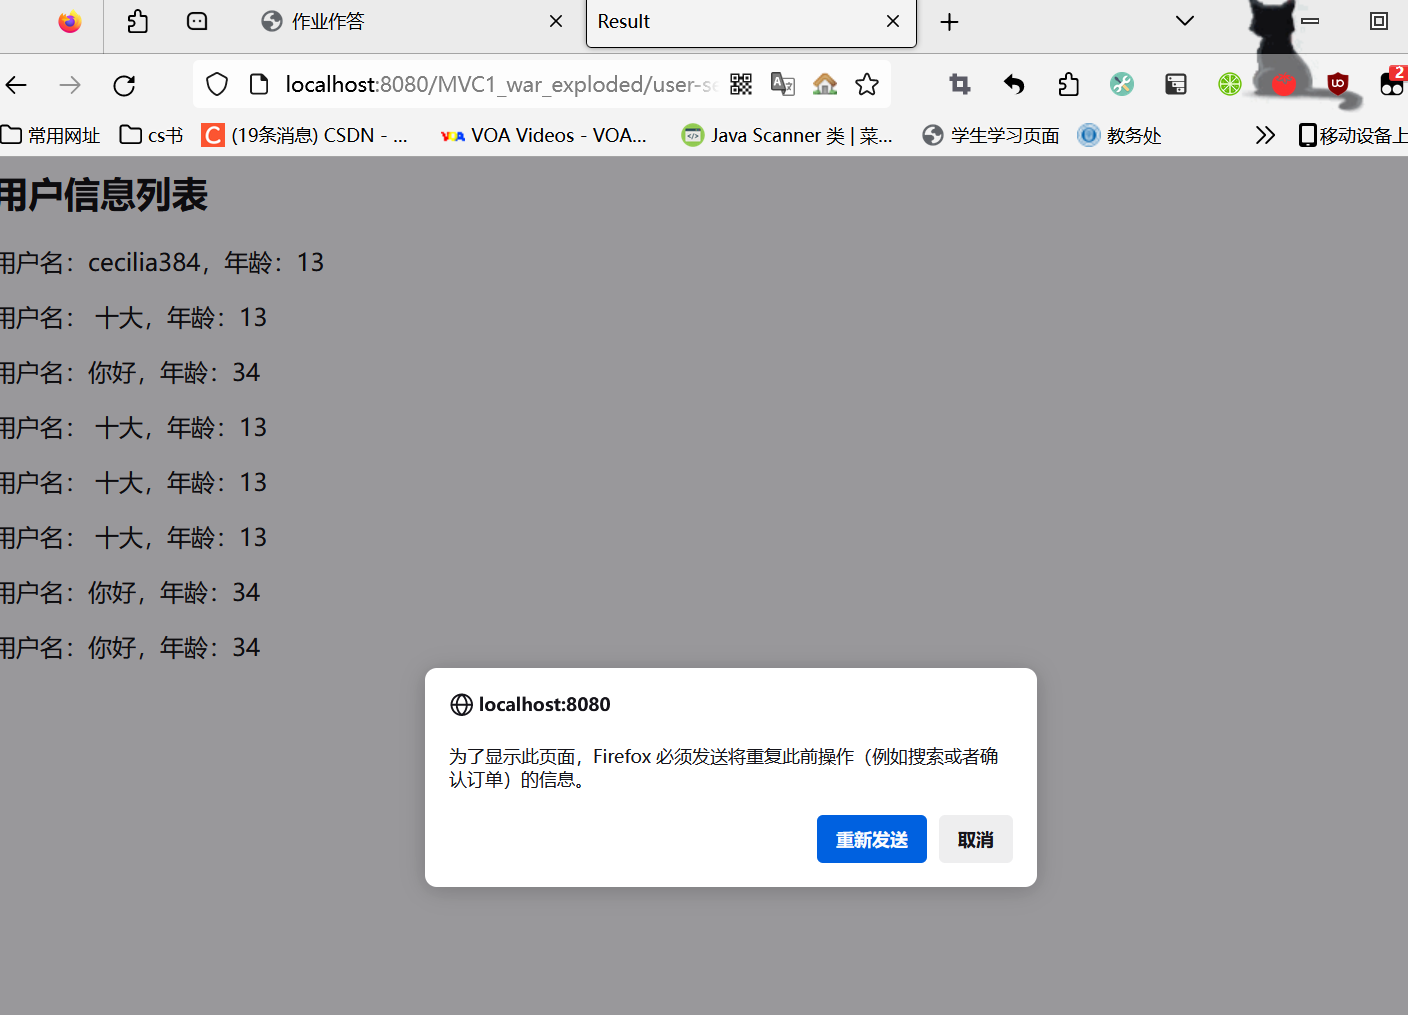 作业作答
Result
localhost:8080/MVC1_war_exploded/user-se
2
常用网址
cs书
(19条消息) CSDN - ...
VOA Videos - VOA...
Java Scanner 类 | 菜...
学生学习页面
教务处
移动设备上
用户信息列表
用户名：cecilia384，年龄：13
用户名： 十大，年龄：13
用户名：你好，年龄：34
用户名： 十大，年龄：13
用户名： 十大，年龄：13
用户名： 十大，年龄：13
用户名：你好，年龄：34
用户名：你好，年龄：34
localhost:8080
为了显示此页面，Firefox 必须发送将重复此前操作（例如搜索或者确
认订单）的信息。
重新发送
取消